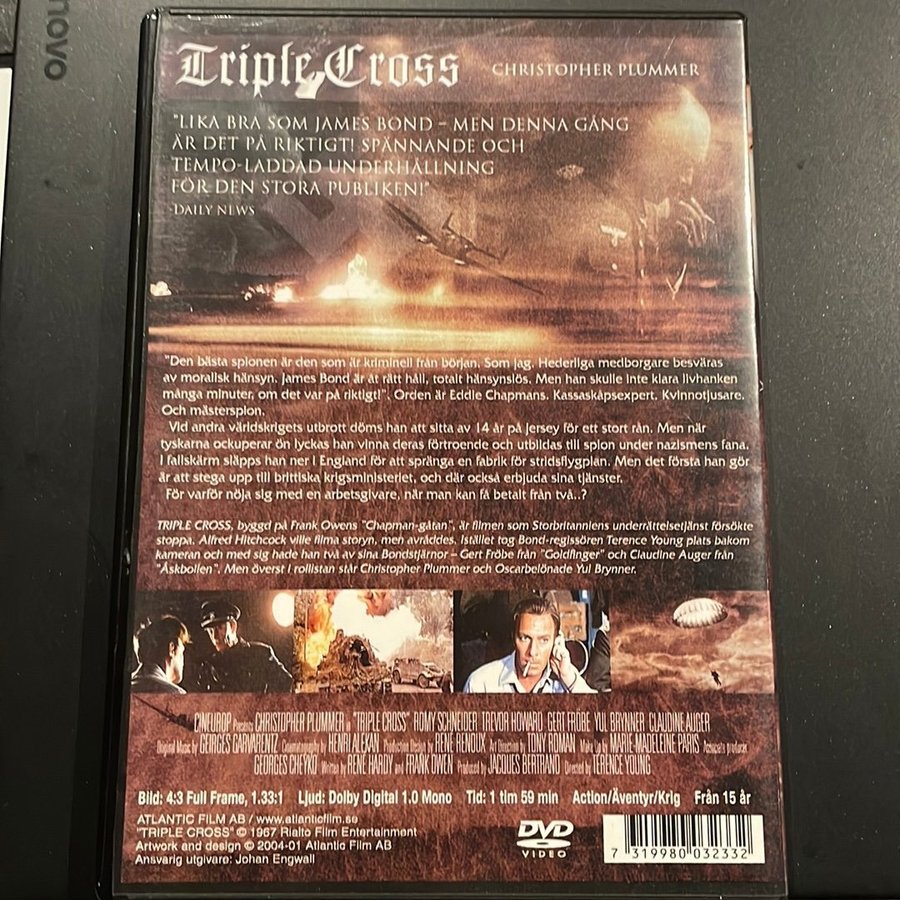 novo
Triple Cross CHRISTOPHER PLUMMER
"LIKA BRA SOM JAMES BOND – MEN DENNA GÅNG
ÄR DET PÅ RIKTIGT! SPÄNNANDE OCH
TEMPO-LADDAD UNDERHÅLLNING
FÖR DEN STORA PUBLIKEN!"
-DAILY NEWS
"Den bästa spionen är den som är kriminell från början. Som jag. Hederliga medborgare besväras
av moralisk hänsyn. James Bond är åt rätt håll, totalt hänsynslös. Men han skulle inte klara livhanken
många minuter, om det var på riktigt!". Orden är Eddie Chapmans. Kassaskåpsexpert. Kvinnotjusare.
Och mästerspion.
Vid andra världskrigets utbrott döms han att sitta av 14 år på Jersey för ett stort rån. Men när
tyskarna ockuperar ön lyckas han vinna deras förtroende och utbildas till spion under nazismens fana.
I fallskärm släpps han ner i England för att spränga en fabrik för stridsflygplan. Men det första han gör
är att stega upp till brittiska krigsministeriet, och där också erbjuda sina tjänster.
För varför nöja sig med en arbetsgivare, när man kan få betalt från två..?
TRIPLE CROSS, byggd på Frank Owens "Chapman-gåtan", är filmen som Storbritanniens underrättelsetjänst försökte
stoppa. Alfred Hitchcock ville filma storyn, men avråddes. Istället tog Bond-regissören Terence Young plats bakom
kameran och med sig hade han två av sina Bondstjärnor – Gert Fröbe från "Goldfinger" och Claudine Auger från
"Åskbollen". Men överst i rollistan står Christopher Plummer och Oscarbelönade Yul Brynner.
CINEUROP Presents CHRISTOPHER PLUMMER in "TRIPLE CROSS" ROMY SCHNEIDER TREVOR HOWARD GERT FRÖBE YUL BRYNNER CLAUDINE AUGER
Original Music by GEORGES GARVARENTZ Cinematography by HENRI ALEKAN Production Design by RENE RENOUX Art Direction by TONY ROMAN Make Up by MARIE-MADELEINE PARIS Associate producer
GEORGES CHEYKO Written by RENE HARDY and FRANK OWEN Produced by JACQUES BERTRAND Directed by TERENCE YOUNG
Bild: 4:3 Full Frame, 1.33:1 Ljud: Dolby Digital 1.0 Mono Tid: 1 tim 59 min Action/Äventyr/Krig Från 15 år
ATLANTIC FILM AB / www.atlanticfilm.se
"TRIPLE CROSS" © 1967 Rialto Film Entertainment
Artwork and design © 2004-01 Atlantic Film AB
Ansvarig utgivare: Johan Engwall
DVD
VIDEO
7 319980 032332